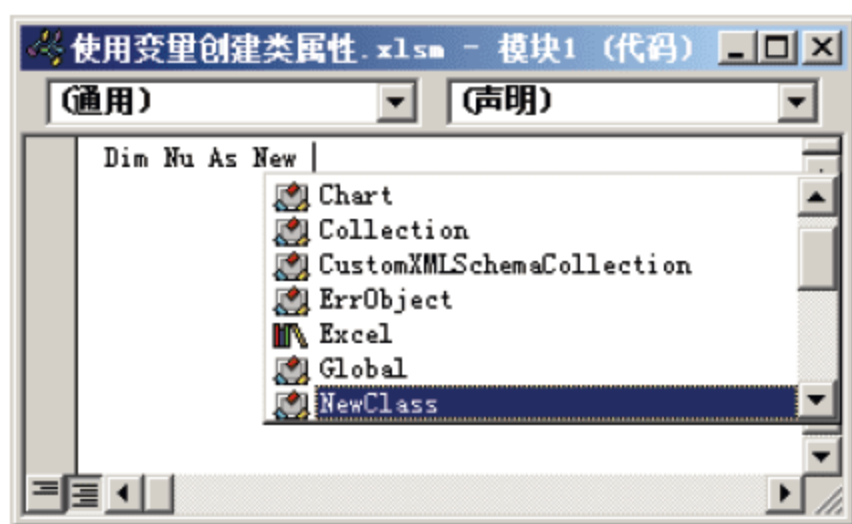 使用变里创建类属性.xlsm - 模块1 (代码)
(通用) (声明)
Dim Nu As New
Chart
Collection
CustomXMLSchemaCollection
ErrObject
Excel
Global
NewClass